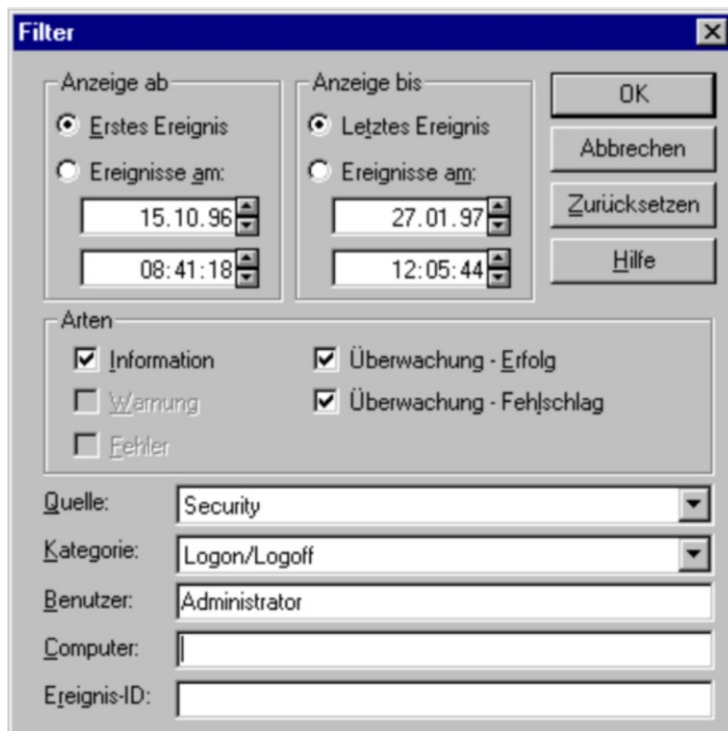 Filter
Anzeige ab
Erstes Ereignis
Ereignisse am:
15.10.96
08:41:18
Anzeige bis
Letztes Ereignis
Ereignisse am:
27.01.97
12:05:44
OK
Abbrechen
Zurücksetzen
Hilfe
Arten
Information
Warnung
Fehler
Überwachung - Erfolg
Überwachung - Fehlschlag
Quelle: Security
Kategorie: Logon/Logoff
Benutzer: Administrator
Computer:
Ereignis-ID: